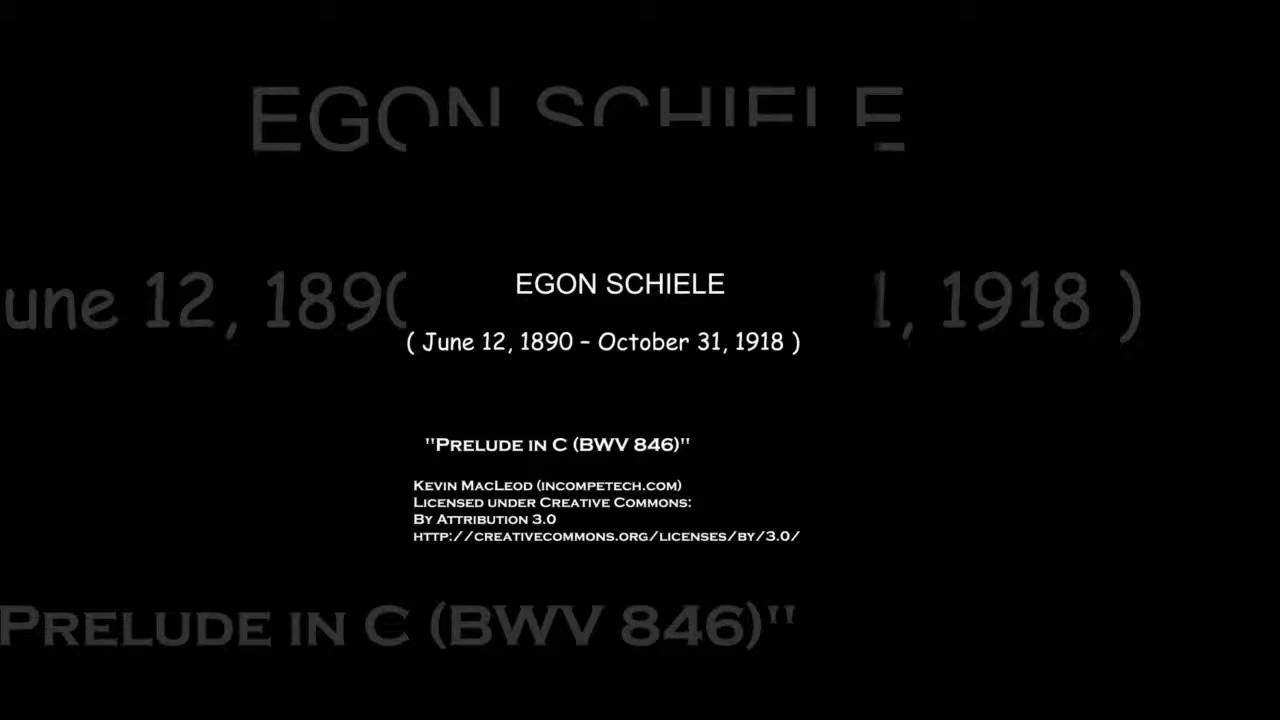 EGON SCHIELE
EGON SCHIELE
( June 12, 1890 – October 31, 1918 )
une 12, 1890 1, 1918 )
"PRELUDE IN C (BWV 846)"
KEVIN MACLEOD (INCOMPETECH.COM)
LICENSED UNDER CREATIVE COMMONS:
BY ATTRIBUTION 3.0
HTTP://CREATIVECOMMONS.ORG/LICENSES/BY/3.0/
PRELUDE IN C (BWV 846)"